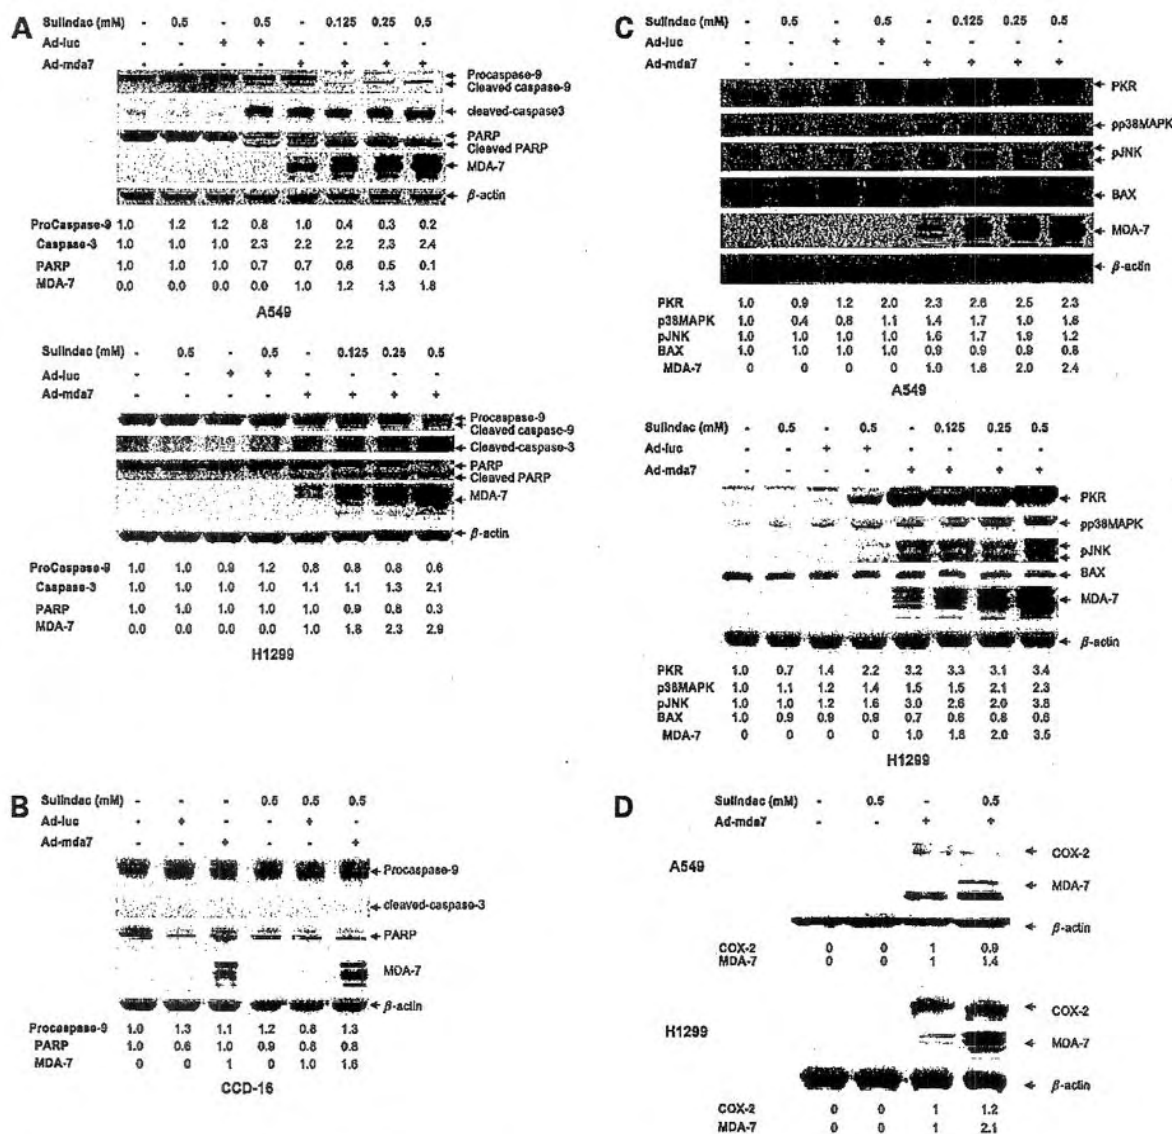 A
Sulindac (mM) - 0.5 - 0.5 - 0.125 0.25 0.5
Ad-luc - - + + - - - -
Ad-mda7 - - - - + + + +
Procaspase-9
Cleaved caspase-9
cleaved-caspase3
PARP
Cleaved PARP
MDA-7
β-actin
ProCaspase-9 1.0 1.2 1.2 0.8 1.0 0.4 0.3 0.2
Caspase-3 1.0 1.0 1.0 2.3 2.2 2.2 2.3 2.4
PARP 1.0 1.0 1.0 0.7 0.7 0.6 0.5 0.1
MDA-7 0.0 0.0 0.0 0.0 1.0 1.2 1.3 1.8
A549
Sulindac (mM) - 0.5 - 0.5 - 0.125 0.25 0.5
Ad-luc - - + + - - - -
Ad-mda7 - - - - + + + +
Procaspase-9
Cleaved caspase-9
Cleaved-caspase-3
PARP
Cleaved PARP
MDA-7
β-actin
ProCaspase-9 1.0 1.0 0.9 1.2 0.8 0.8 0.8 0.6
Caspase-3 1.0 1.0 1.0 1.0 1.1 1.1 1.3 2.1
PARP 1.0 1.0 1.0 1.0 1.0 0.9 0.8 0.3
MDA-7 0.0 0.0 0.0 0.0 1.0 1.8 2.3 2.9
H1299
B
Sulindac (mM) - - - 0.5 0.5 0.5
Ad-luc - + - - + -
Ad-mda7 - - + - - +
Procaspase-9
cleaved-caspase-3
PARP
MDA-7
β-actin
Procaspase-9 1.0 1.3 1.1 1.2 0.8 1.3
PARP 1.0 0.6 1.0 0.9 0.8 0.8
MDA-7 0 0 1 0 1.0 1.6
CCD-16
C
Sulindac (mM) - 0.5 - 0.5 - 0.125 0.25 0.5
Ad-luc - - + + - - - -
Ad-mda7 - - - - + + + +
PKR
pp38MAPK
pJNK
BAX
MDA-7
β-actin
PKR 1.0 0.9 1.2 2.0 2.3 2.6 2.5 2.3
p38MAPK 1.0 0.4 0.8 1.1 1.4 1.7 1.0 1.6
pJNK 1.0 1.0 1.0 1.0 1.6 1.7 1.9 1.2
BAX 1.0 1.0 1.0 1.0 0.9 0.9 0.9 0.8
MDA-7 0 0 0 0 1.0 1.6 2.0 2.4
A549
Sulindac (mM) - 0.5 - 0.5 - 0.125 0.25 0.5
Ad-luc - - + + - - - -
Ad-mda7 - - - - + + + +
PKR
pp38MAPK
pJNK
BAX
MDA-7
β-actin
PKR 1.0 0.7 1.4 2.2 3.2 3.3 3.1 3.4
p38MAPK 1.0 1.1 1.2 1.4 1.5 1.5 2.1 2.3
pJNK 1.0 1.0 1.2 1.6 3.0 2.6 2.0 3.8
BAX 1.0 0.9 0.9 0.9 0.7 0.6 0.8 0.6
MDA-7 0 0 0 0 1.0 1.8 2.0 3.5
H1299
D
Sulindac (mM) - 0.5 - 0.5
Ad-mda7 - - + +
A549
COX-2
MDA-7
β-actin
COX-2 0 0 1 0.9
MDA-7 0 0 1 1.4
H1299
COX-2
MDA-7
β-actin
COX-2 0 0 1 1.2
MDA-7 0 0 1 2.1